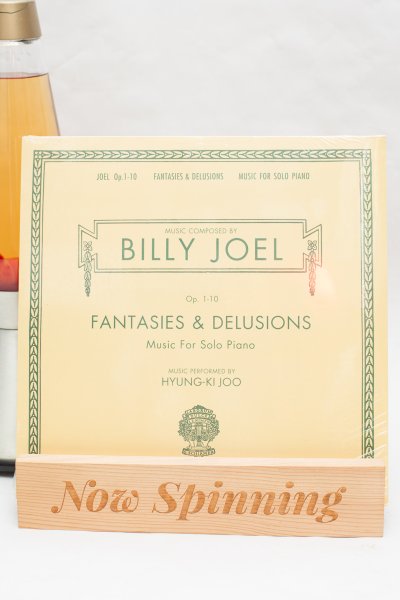 JOEL Op.1-10 FANTASIES & DELUSIONS MUSIC FOR SOLO PIANO
MUSIC COMPOSED BY
BILLY JOEL
Op. 1-10
FANTASIES & DELUSIONS
Music For Solo Piano
MUSIC PERFORMED BY
HYUNG-KI JOO
Now Spinning